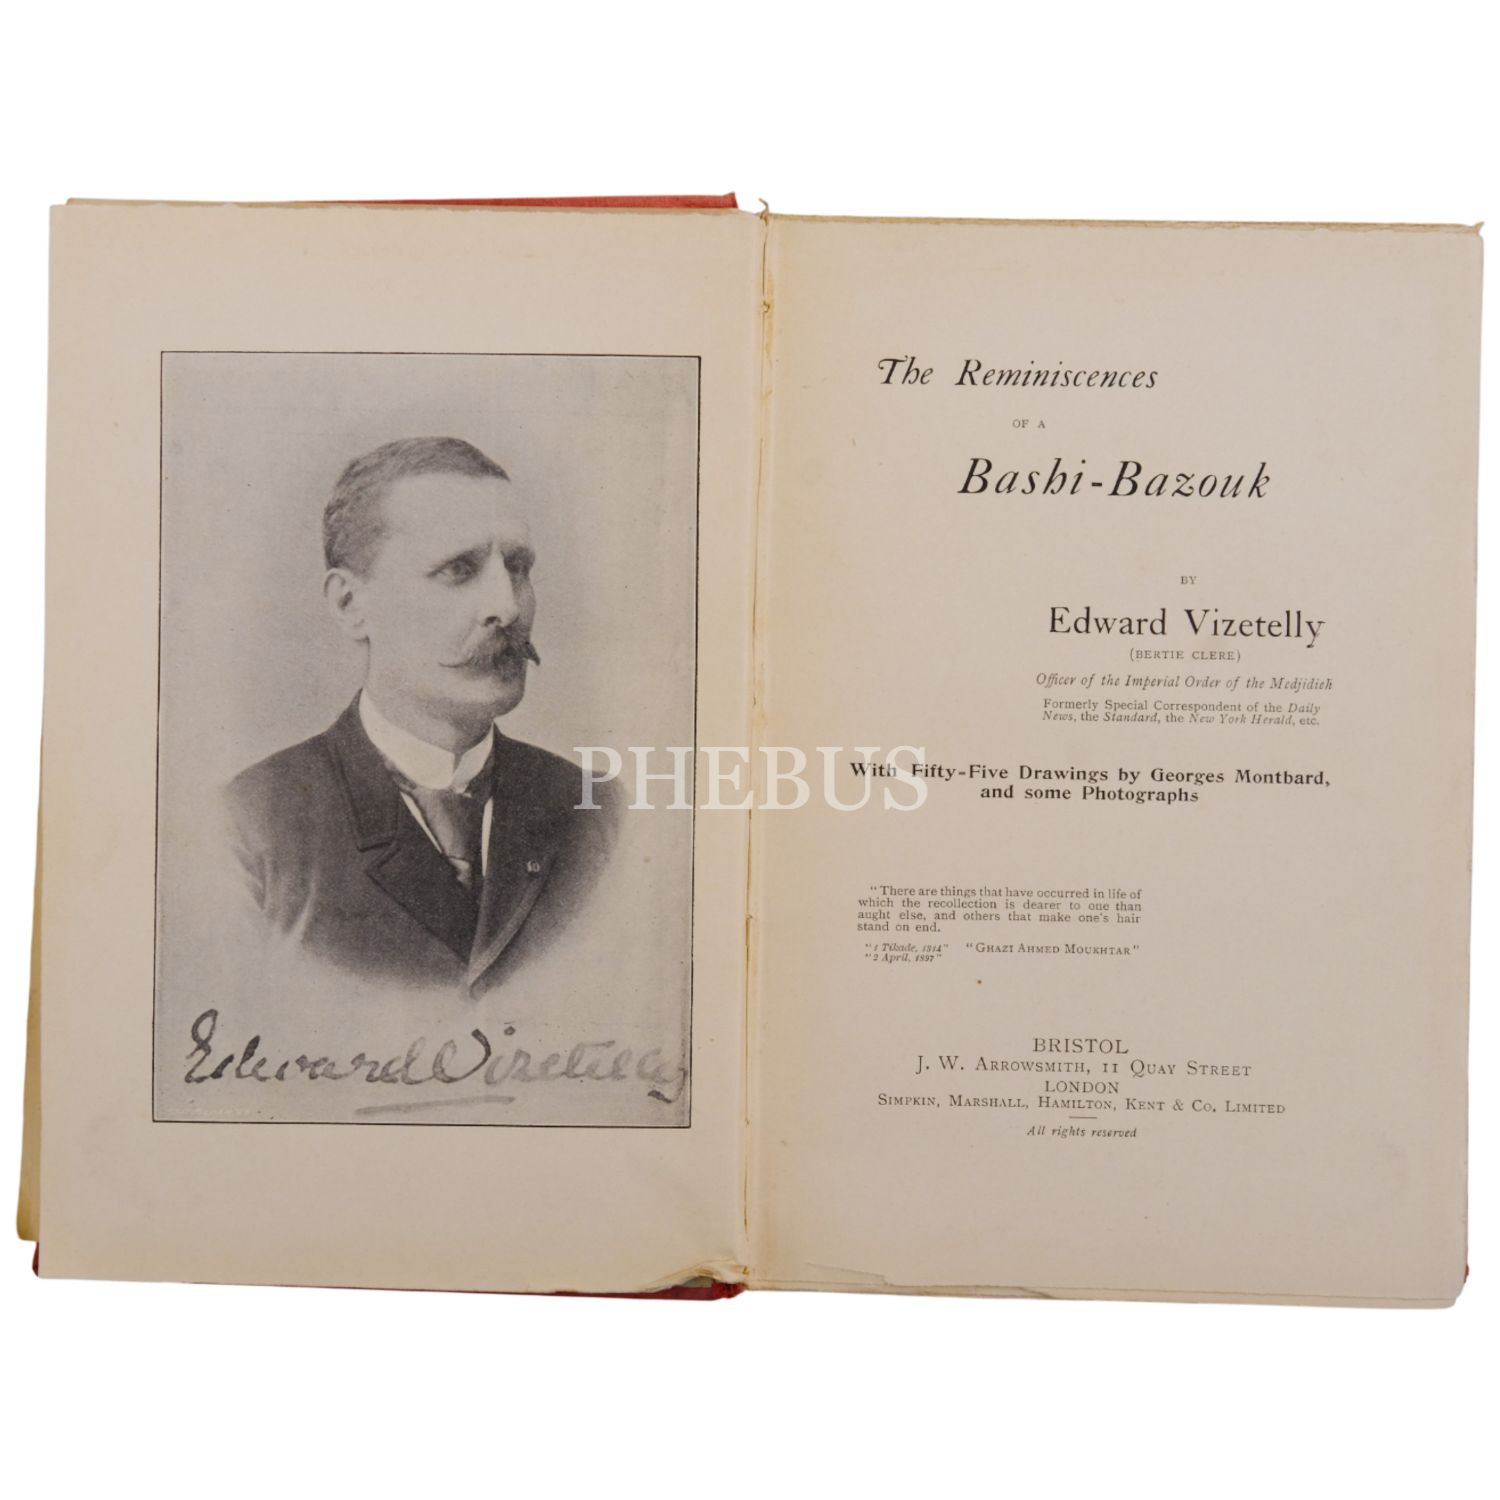 Edward Vizetelly
PHEBUS
The Reminiscences
OF A
Bashi-Bazouk
BY
Edward Vizetelly
(BERTIE CLERE)
Officer of the Imperial Order of the Medjidieh
Formerly Special Correspondent of the Daily
News, the Standard, the New York Herald, etc.
With Fifty-Five Drawings by Georges Montbard,
and some Photographs
"There are things that have occurred in life of
which the recollection is dearer to one than
aught else, and others that make one's hair
stand on end.
"1 Tikade, 1314" "GHAZI AHMED MOUKHTAR"
"2 April, 1897"
BRISTOL
J. W. ARROWSMITH, 11 QUAY STREET
LONDON
SIMPKIN, MARSHALL, HAMILTON, KENT & CO. LIMITED
All rights reserved